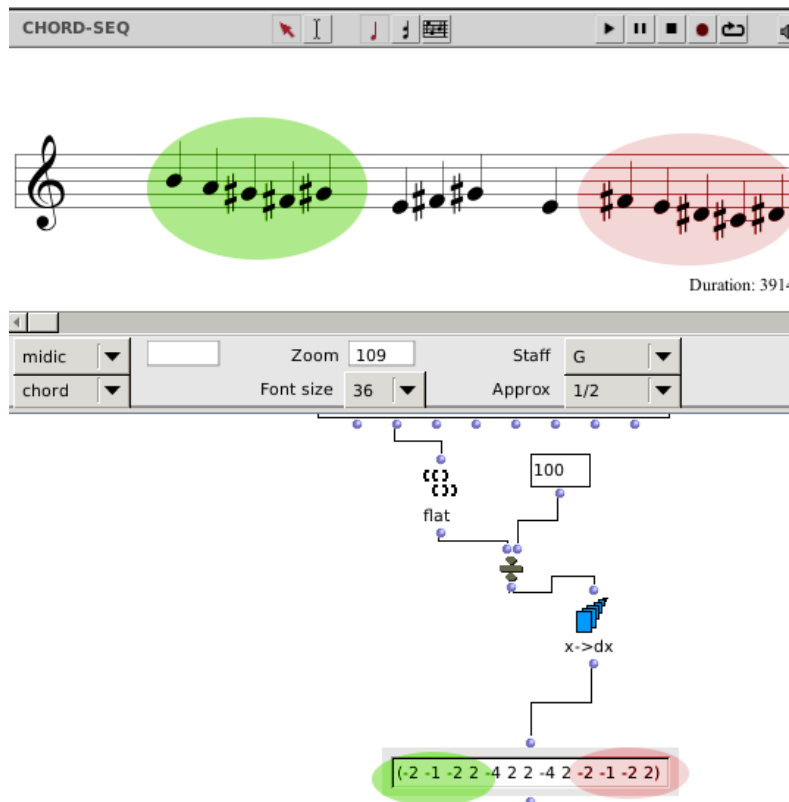 CHORD-SEQ
Duration: 3914
midic Zoom 109 Staff G
chord Font size 36 Approx 1/2
100
flat
x->dx
(-2 -1 -2 2 -4 2 2 -4 2 -2 -1 -2 2)